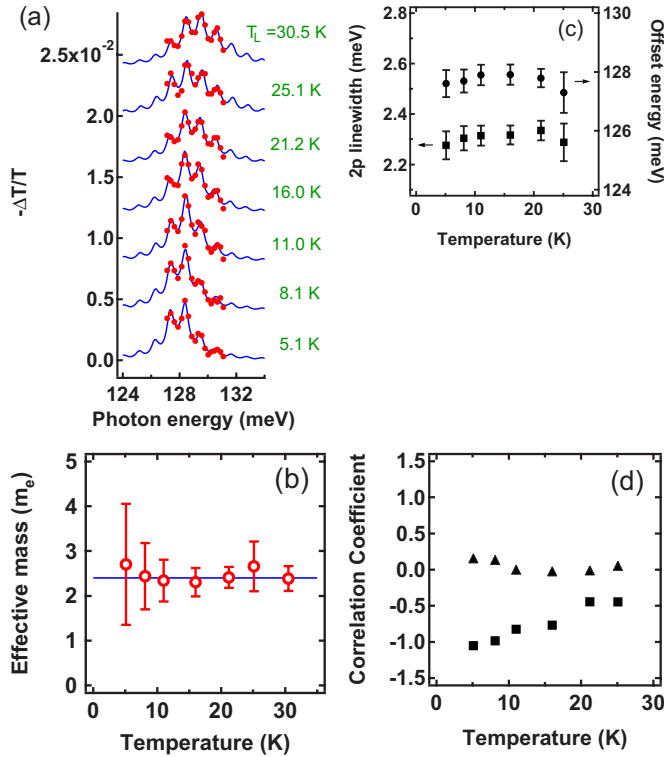 (a)
T_L =30.5 K
2.5x10^-2
25.1 K
2.0
21.2 K
1.5
16.0 K
1.0
11.0 K
0.5
8.1 K
0.0
5.1 K
-ΔT/T
124 128 132
Photon energy (meV)
(c)
2.8
2.6
2.4
2.2
2p linewidth (meV)
130
128
126
125
Offset energy (meV)
0 10 20 30
Temperature (K)
(b)
5
4
3
2
1
0
Effective mass (m_e)
0 10 20 30
Temperature (K)
(d)
1.5
1.0
0.5
0.0
-0.5
-1.0
-1.5
Correlation Coefficient
0 10 20 30
Temperature (K)